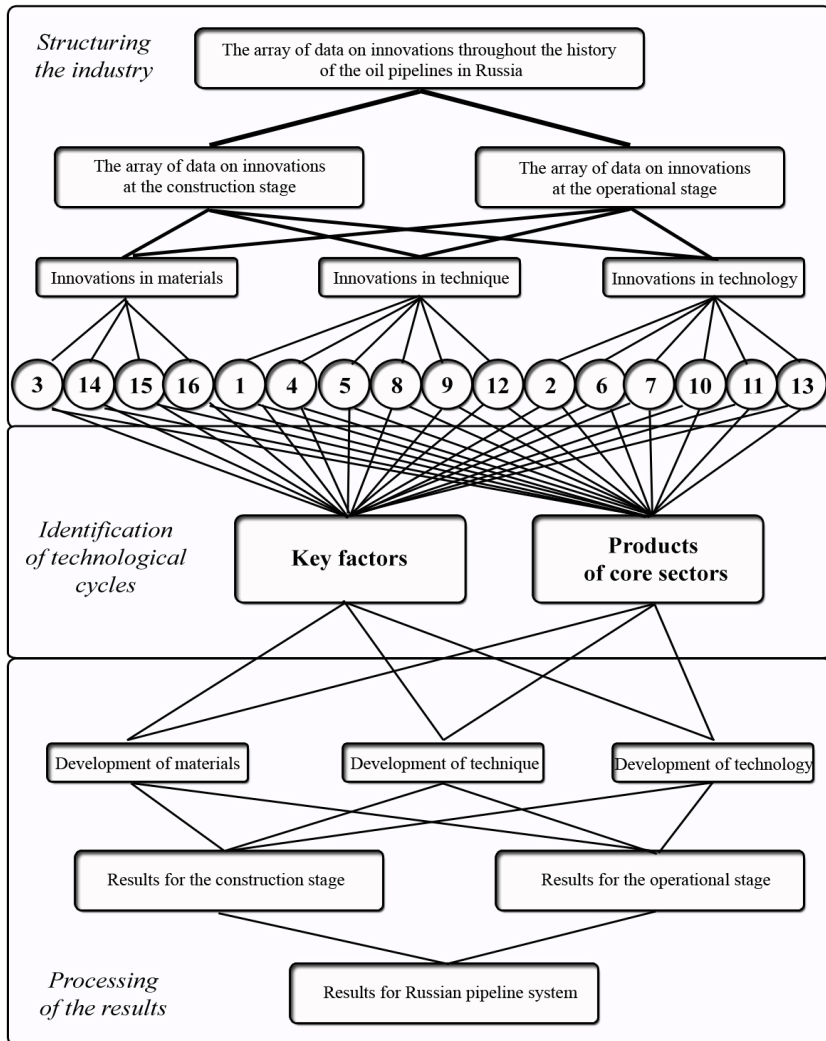 Structuring
the industry
The array of data on innovations throughout the history
of the oil pipelines in Russia
The array of data on innovations
at the construction stage
The array of data on innovations
at the operational stage
Innovations in materials
Innovations in technique
Innovations in technology
3 14 15 16 1 4 5 8 9 12 2 6 7 10 11 13
Identification
of technological
cycles
Key factors
Products
of core sectors
Development of materials
Development of technique
Development of technology
Results for the construction stage
Results for the operational stage
Processing
of the results
Results for Russian pipeline system